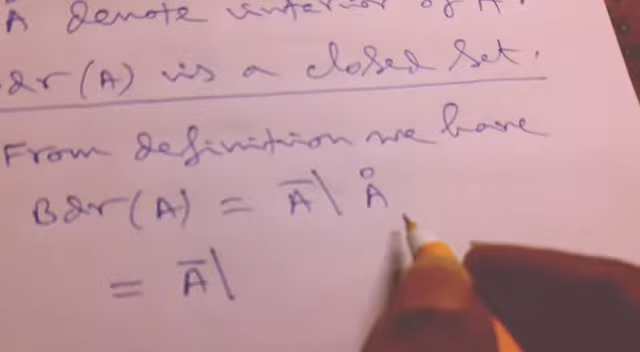 Å denote interior of A.
Bdr (A) is a closed set.
From definition we have
Bdr (A) = A̅ \ Å
= A̅ \